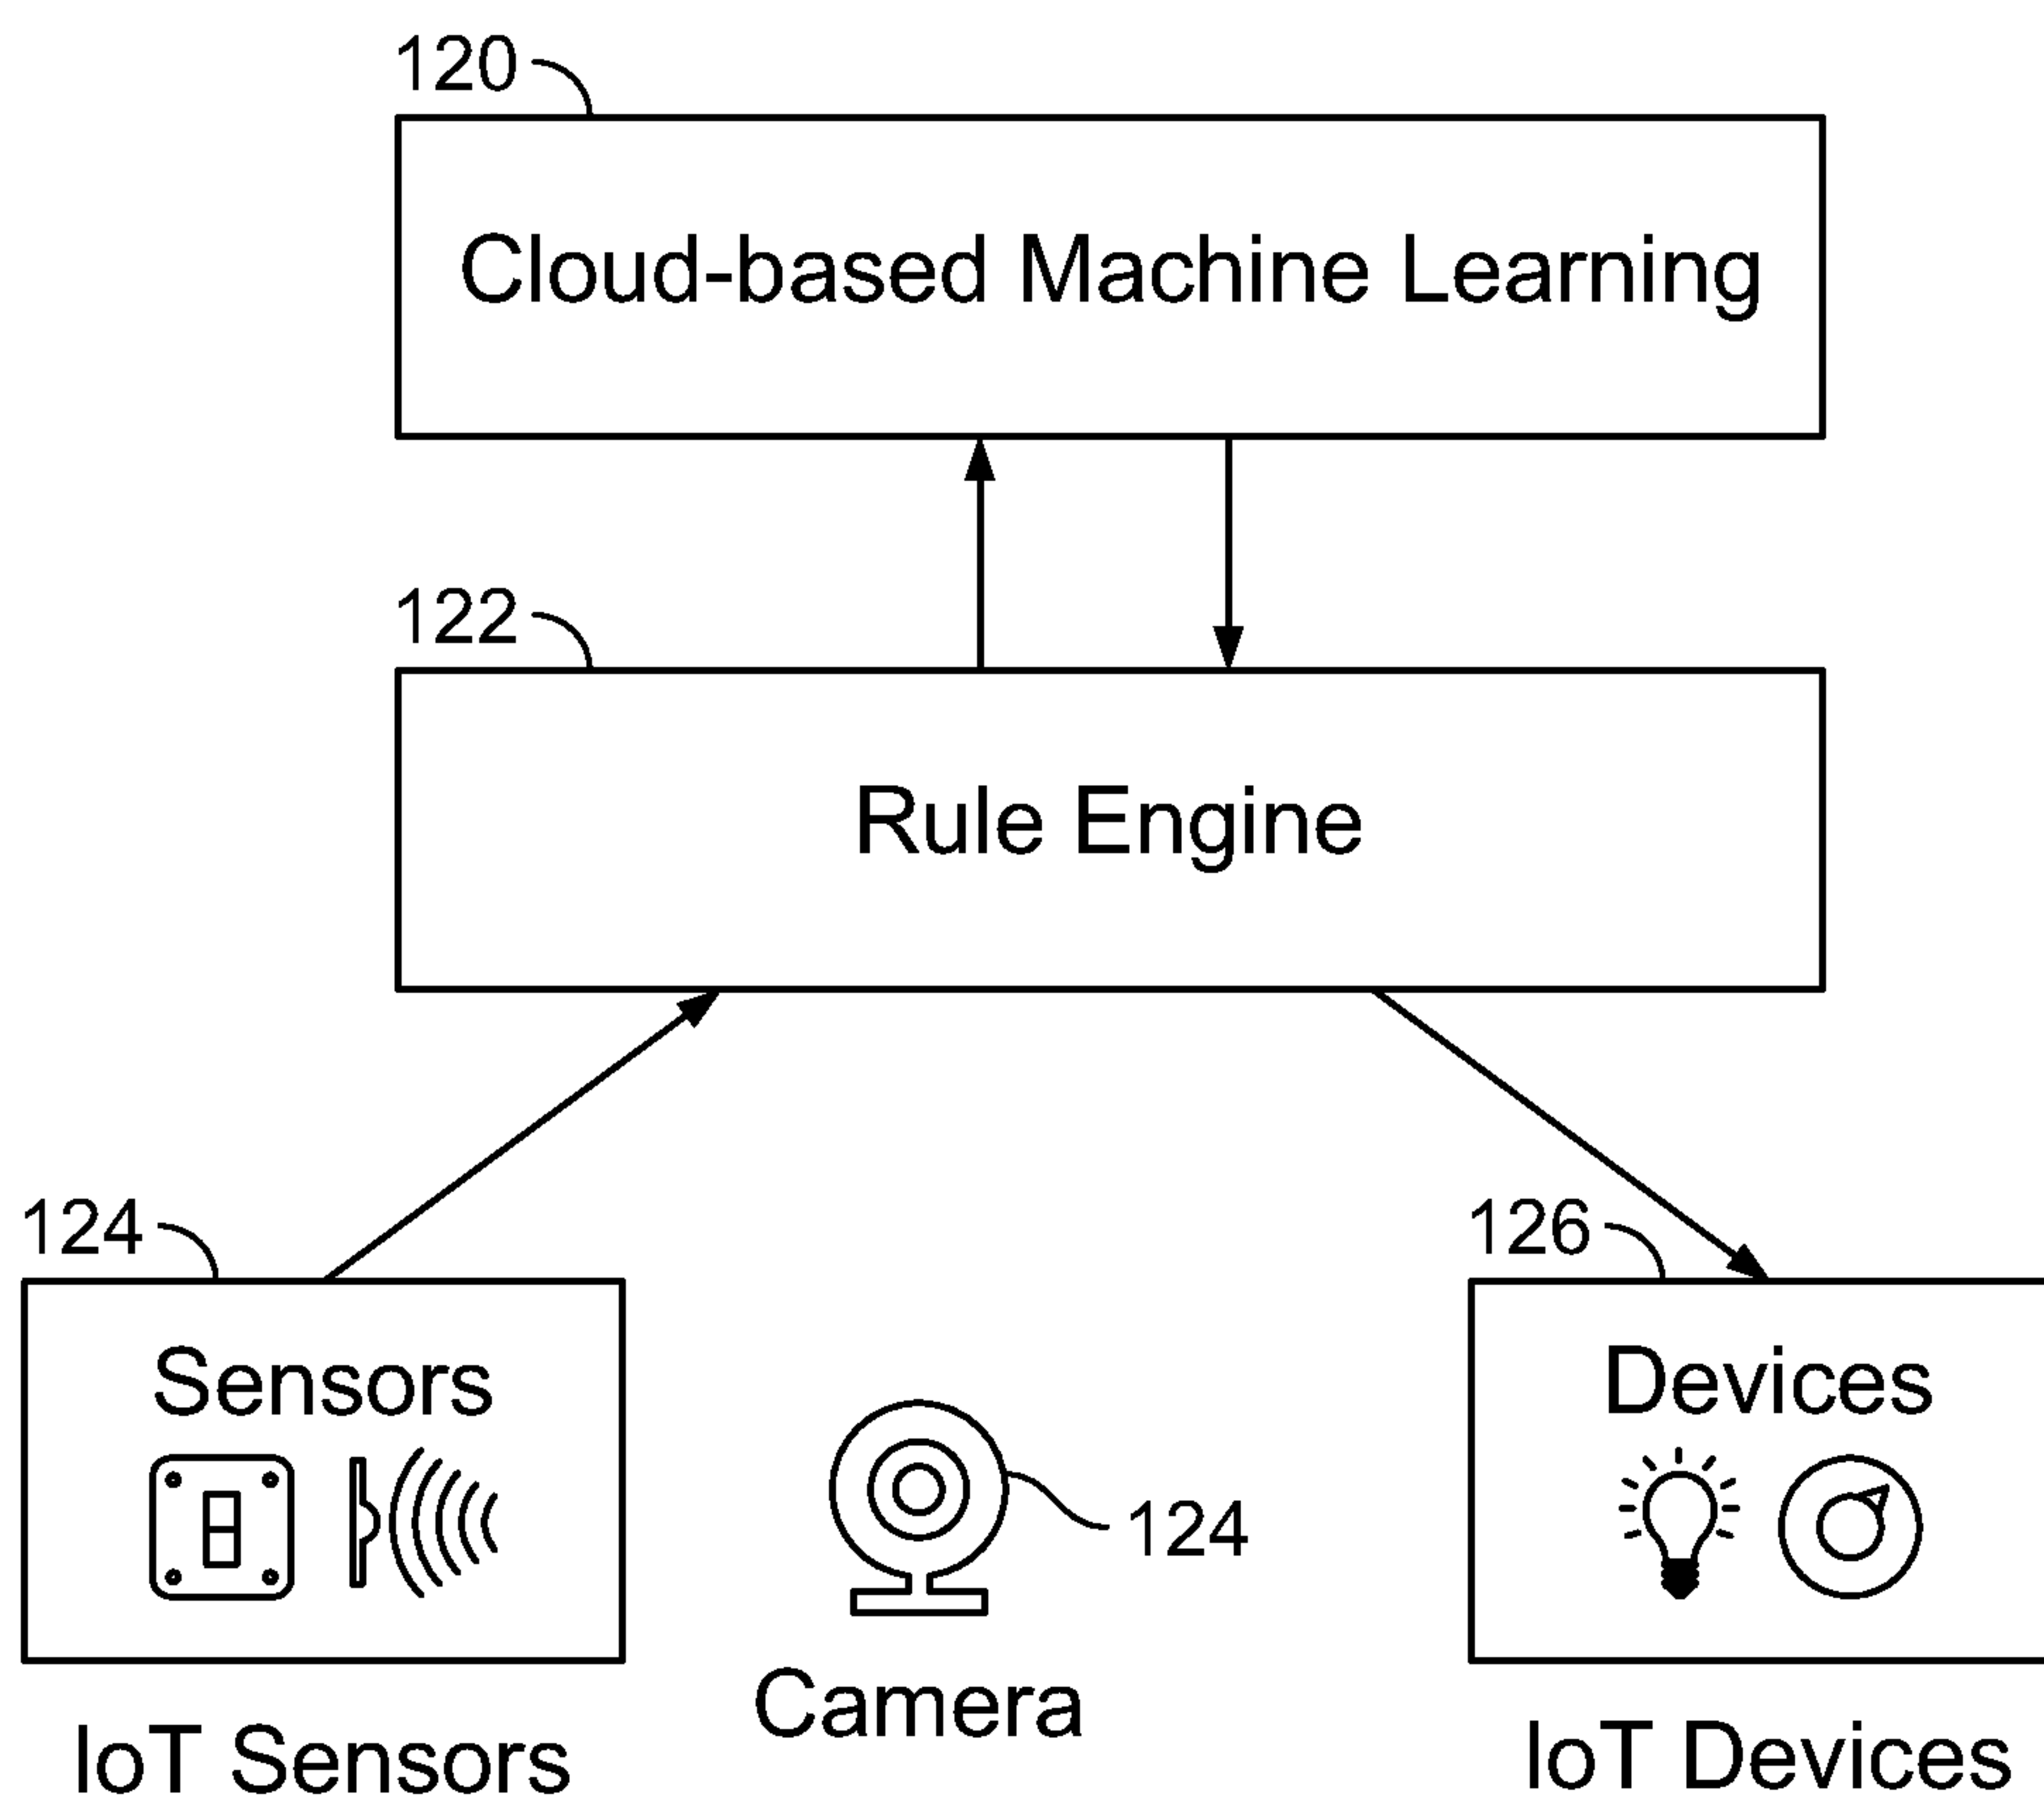 120
Cloud-based Machine Learning
122
Rule Engine
124
126
Sensors
Devices
124
Camera
IoT Sensors
IoT Devices